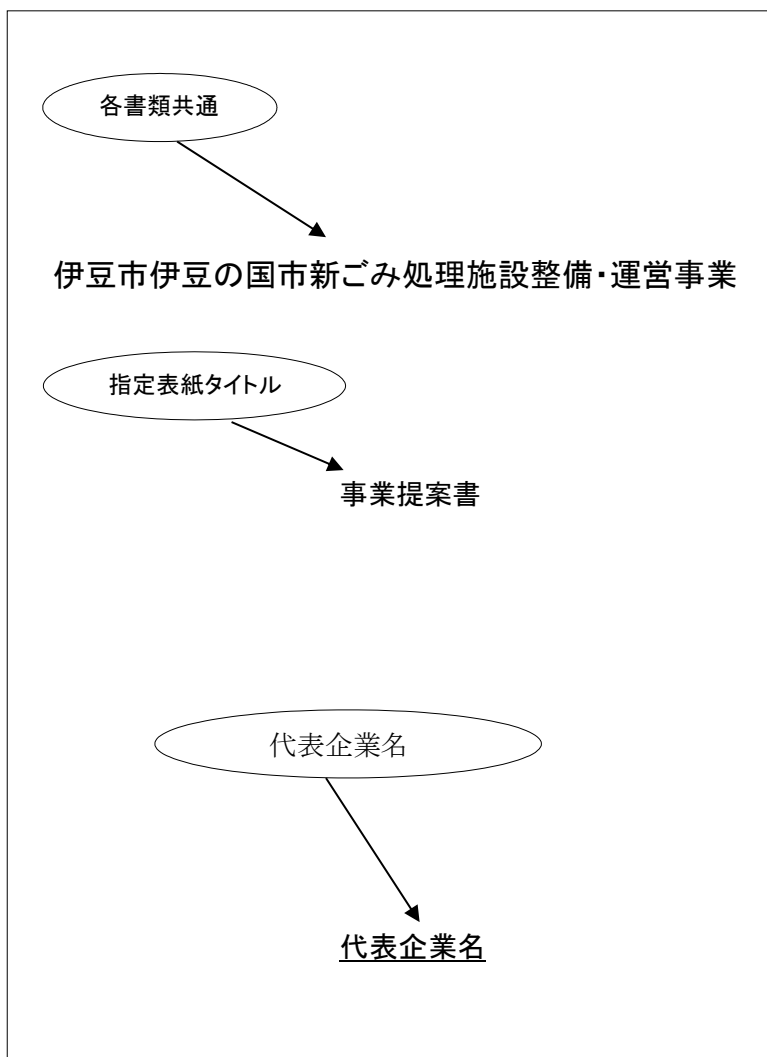 各書類共通
伊豆市伊豆の国市新ごみ処理施設整備・運営事業
指定表紙タイトル
事業提案書
代表企業名
代表企業名